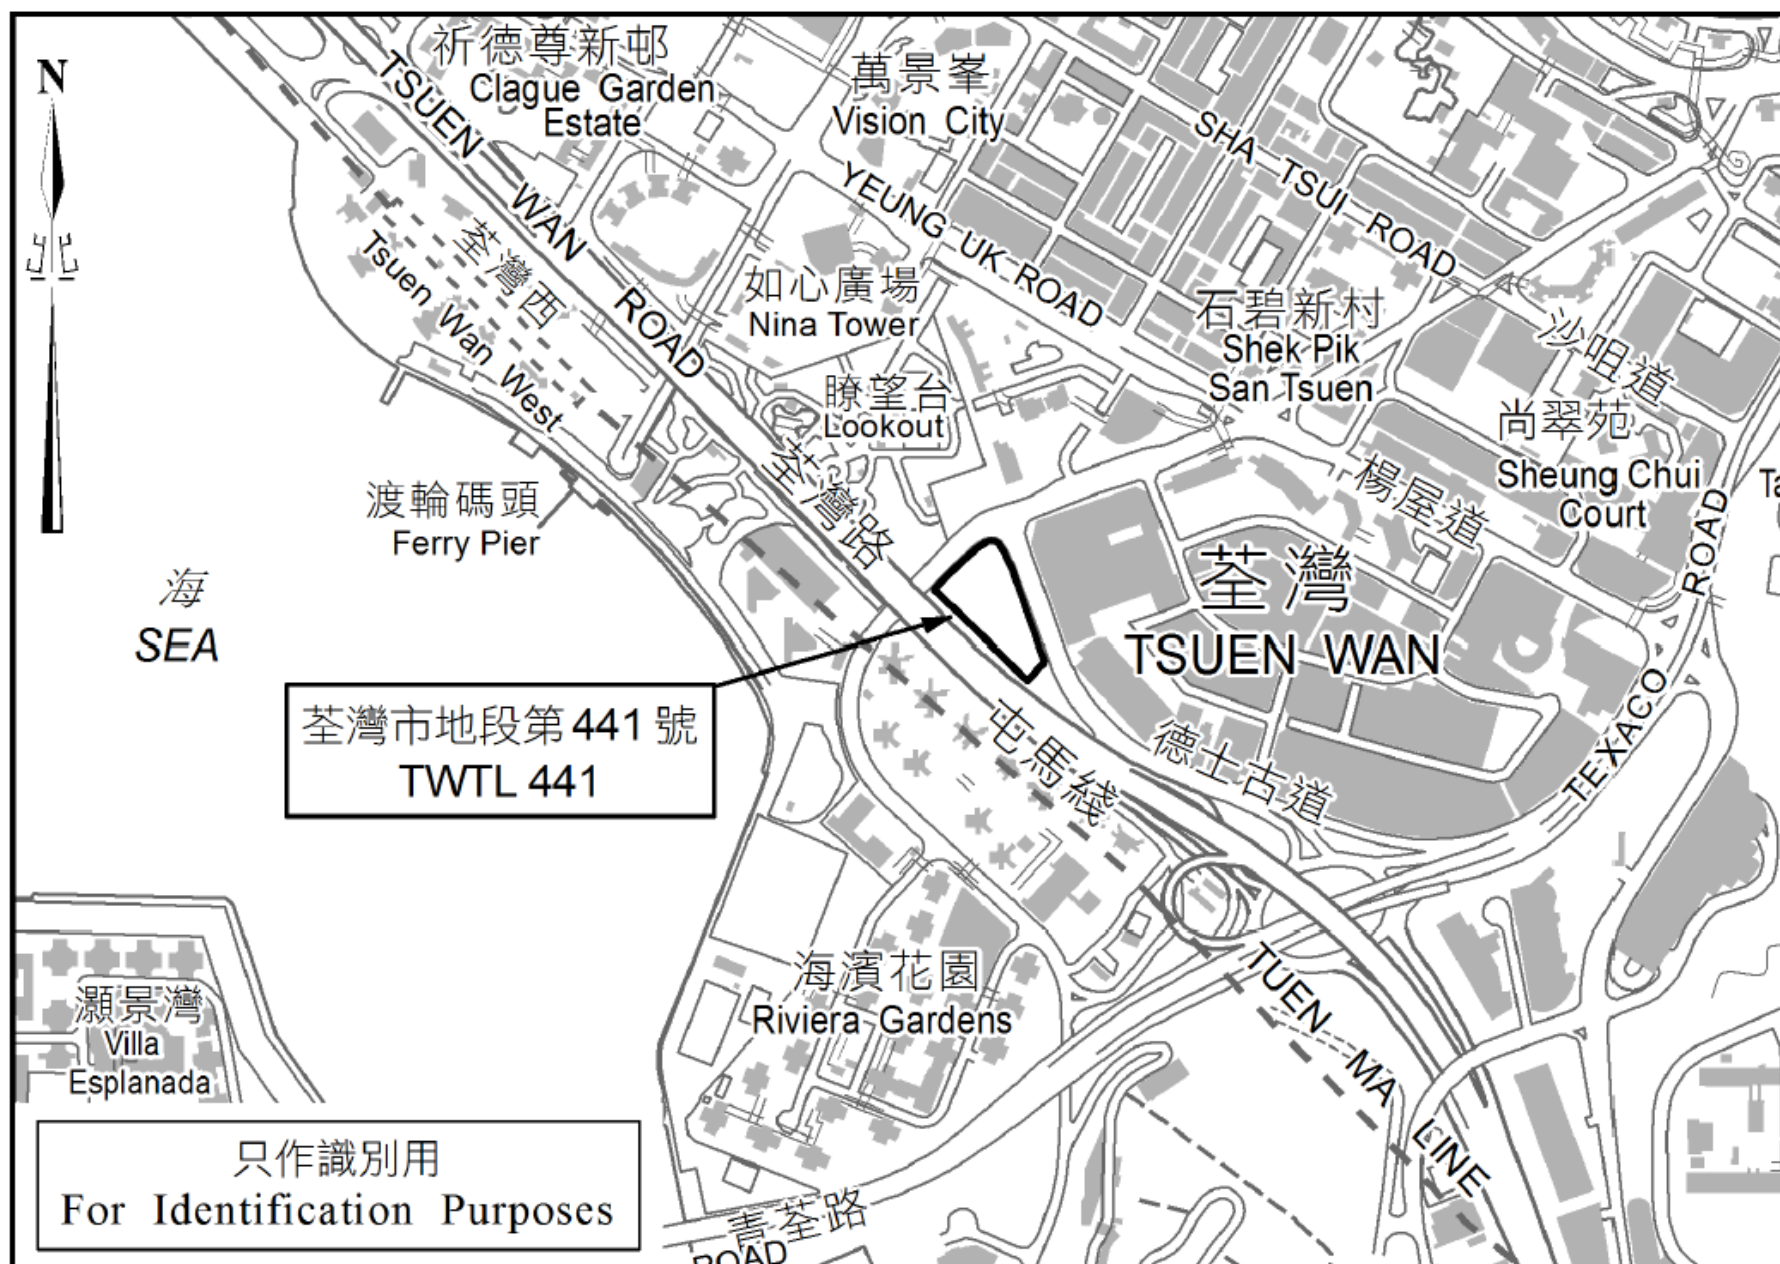 N
祈德尊新邨
Clague Garden
Estate
萬景峯
Vision City
TSUEN WAN ROAD
SHA TSUI ROAD
YEUNG UK ROAD
荃灣西
Tsuen Wan West
如心廣場
Nina Tower
石碧新村
Shek Pik
San Tsuen
沙咀道
瞭望台
Lookout
尚翠苑
Sheung Chui
Court
Ta
荃灣路
楊屋道
渡輪碼頭
Ferry Pier
TEXACO ROAD
海
SEA
荃灣
TSUEN WAN
荃灣市地段第 441 號
TWTL 441
屯馬綫
德士古道
海濱花園
Riviera Gardens
TUEN MA LINE
灝景灣
Villa
Esplanada
只作識別用
For Identification Purposes
青荃路
ROAD